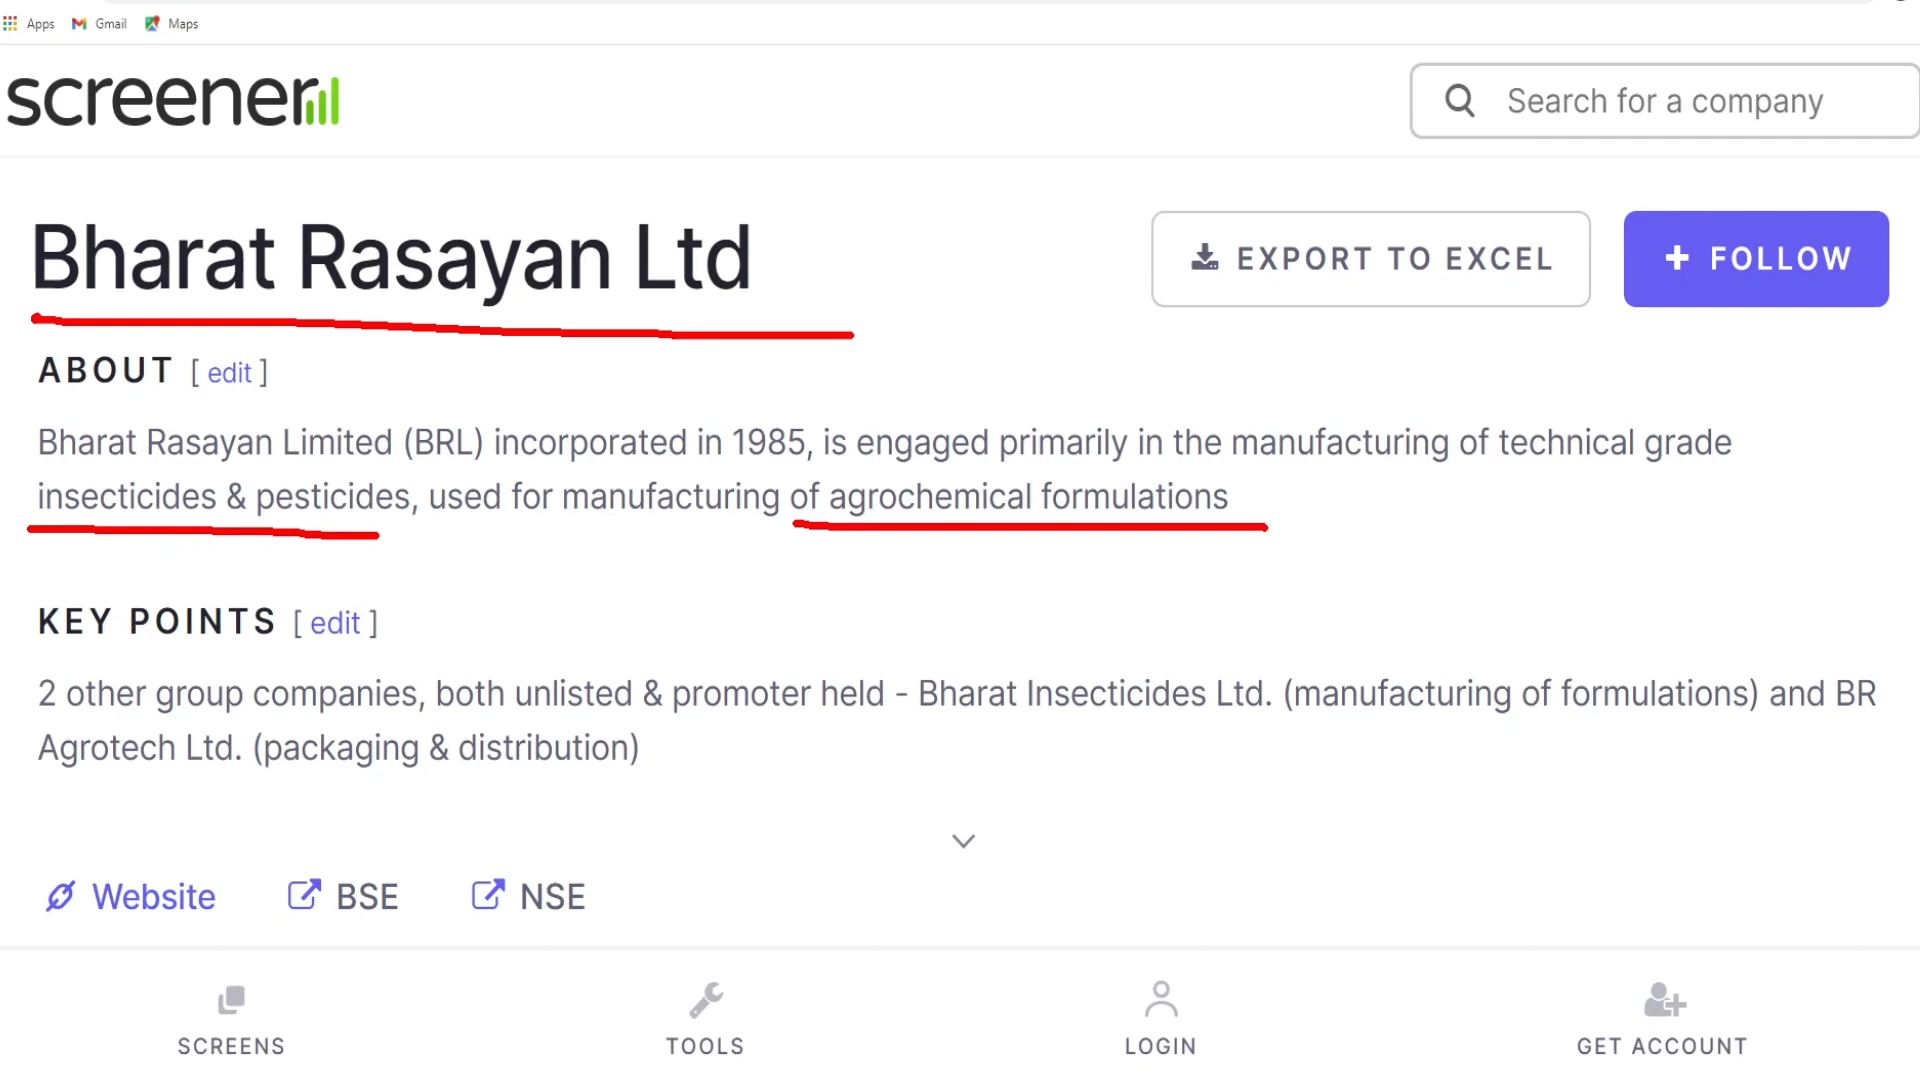 Apps Gmail Maps
screener
Search for a company
Bharat Rasayan Ltd
EXPORT TO EXCEL
+ FOLLOW
ABOUT [ edit ]
Bharat Rasayan Limited (BRL) incorporated in 1985, is engaged primarily in the manufacturing of technical grade
insecticides & pesticides, used for manufacturing of agrochemical formulations
KEY POINTS [ edit ]
2 other group companies, both unlisted & promoter held - Bharat Insecticides Ltd. (manufacturing of formulations) and BR
Agrotech Ltd. (packaging & distribution)
Website BSE NSE
SCREENS TOOLS LOGIN GET ACCOUNT